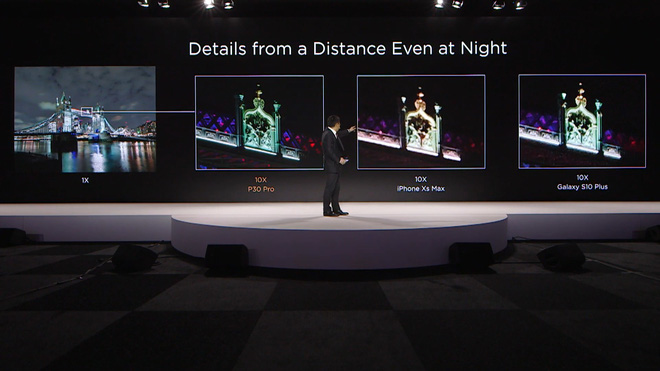 Details from a Distance Even at Night
1X
10X
P30 Pro
10X
iPhone Xs Max
10X
Galaxy S10 Plus